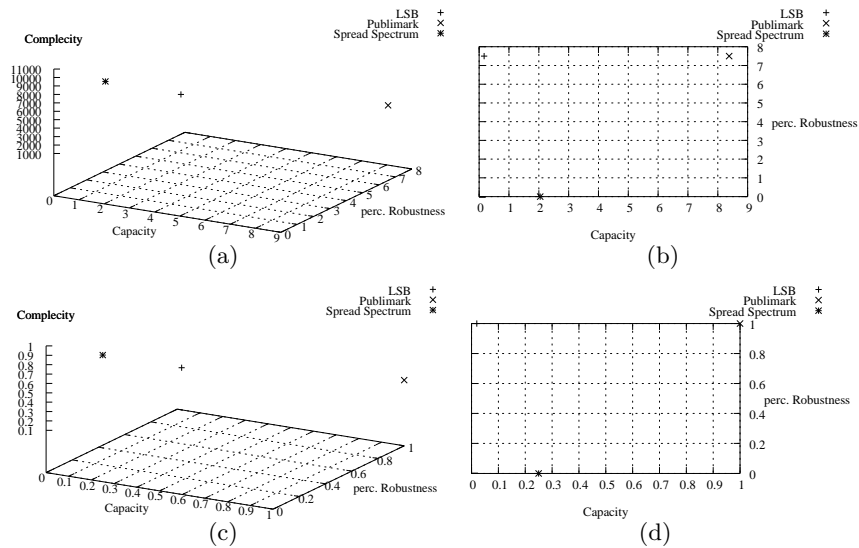 LSB +
Publimark ×
Spread Spectrum ∗
Complecity
11000
10000
9000
8000
7000
6000
5000
4000
3000
2000
1000
0 1 2 3 4 5 6 7 8 9
Capacity
0 1 2 3 4 5 6 7 8
perc. Robustness
(a)
LSB +
Publimark ×
Spread Spectrum ∗
8
7
6
5
4
3
2
1
0
perc. Robustness
0 1 2 3 4 5 6 7 8 9
Capacity
(b)
LSB +
Publimark ×
Spread Spectrum ∗
Complecity
1
0.9
0.8
0.7
0.6
0.5
0.4
0.3
0.2
0.1
0 0.1 0.2 0.3 0.4 0.5 0.6 0.7 0.8 0.9 1
Capacity
0 0.2 0.4 0.6 0.8 1
perc. Robustness
(c)
LSB +
Publimark ×
Spread Spectrum ∗
1
0.8
0.6
0.4
0.2
0
perc. Robustness
0 0.1 0.2 0.3 0.4 0.5 0.6 0.7 0.8 0.9 1
Capacity
(d)